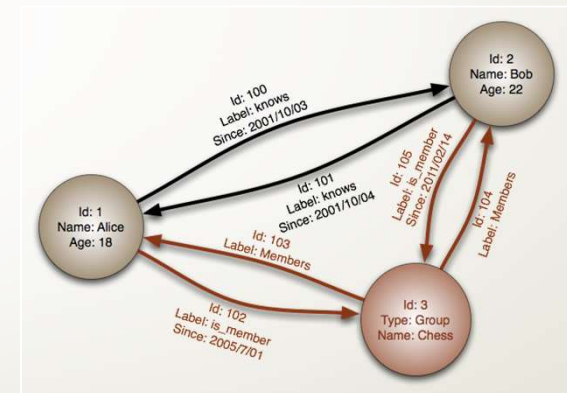 Id: 2
Name: Bob
Age: 22
Id: 100
Label: knows
Since: 2001/10/03
Id: 101
Label: knows
Since: 2001/10/04
Id: 105
Label: is_member
Since: 2011/02/14
Id: 104
Label: Members
Id: 1
Name: Alice
Age: 18
Id: 103
Label: Members
Id: 102
Label: is_member
Since: 2005/7/01
Id: 3
Type: Group
Name: Chess